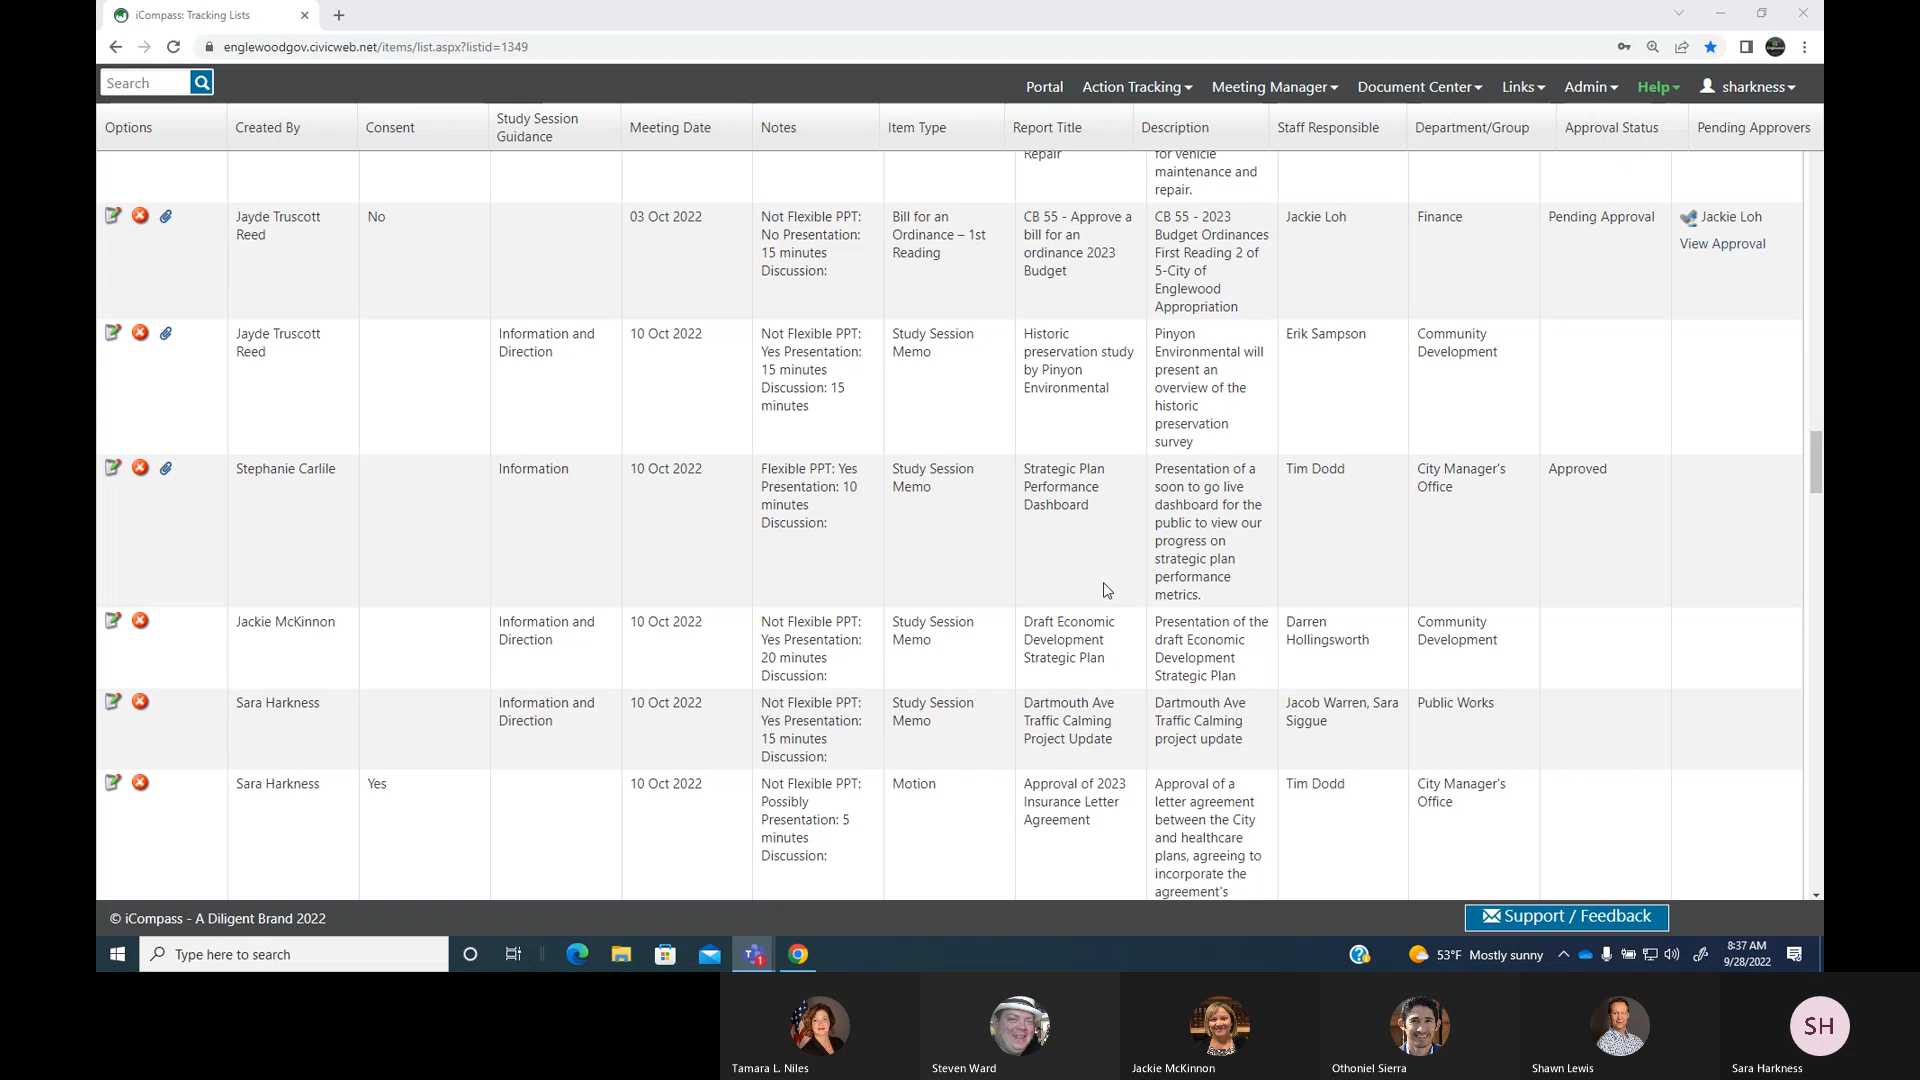 iCompass: Tracking Lists
englewoodgov.civicweb.net/items/list.aspx?listid=1349
Search
Portal
Action Tracking
Meeting Manager
Document Center
Links
Admin
Help
sharkness
Options
Created By
Consent
Study Session
Guidance
Meeting Date
Notes
Item Type
Report Title
Description
Staff Responsible
Department/Group
Approval Status
Pending Approvers
Repair
for vehicle
maintenance and
repair.
Jayde Truscott
Reed
No
03 Oct 2022
Not Flexible PPT:
No Presentation:
15 minutes
Discussion:
Bill for an
Ordinance – 1st
Reading
CB 55 - Approve a
bill for an
ordinance 2023
Budget
CB 55 - 2023
Budget Ordinances
First Reading 2 of
5-City of
Englewood
Appropriation
Jackie Loh
Finance
Pending Approval
Jackie Loh
View Approval
Jayde Truscott
Reed
Information and
Direction
10 Oct 2022
Not Flexible PPT:
Yes Presentation:
15 minutes
Discussion: 15
minutes
Study Session
Memo
Historic
preservation study
by Pinyon
Environmental
Pinyon
Environmental will
present an
overview of the
historic
preservation
survey
Erik Sampson
Community
Development
Stephanie Carlile
Information
10 Oct 2022
Flexible PPT: Yes
Presentation: 10
minutes
Discussion:
Study Session
Memo
Strategic Plan
Performance
Dashboard
Presentation of a
soon to go live
dashboard for the
public to view our
progress on
strategic plan
performance
metrics.
Tim Dodd
City Manager's
Office
Approved
Jackie McKinnon
Information and
Direction
10 Oct 2022
Not Flexible PPT:
Yes Presentation:
20 minutes
Discussion:
Study Session
Memo
Draft Economic
Development
Strategic Plan
Presentation of the
draft Economic
Development
Strategic Plan
Darren
Hollingsworth
Community
Development
Sara Harkness
Information and
Direction
10 Oct 2022
Not Flexible PPT:
Yes Presentation:
15 minutes
Discussion:
Study Session
Memo
Dartmouth Ave
Traffic Calming
Project Update
Dartmouth Ave
Traffic Calming
project update
Jacob Warren, Sara
Siggue
Public Works
Sara Harkness
Yes
10 Oct 2022
Not Flexible PPT:
Possibly
Presentation: 5
minutes
Discussion:
Motion
Approval of 2023
Insurance Letter
Agreement
Approval of a
letter agreement
between the City
and healthcare
plans, agreeing to
incorporate the
agreement's
Tim Dodd
City Manager's
Office
© iCompass - A Diligent Brand 2022
Support / Feedback
Type here to search
1
53°F Mostly sunny
8:37 AM
9/28/2022
SH
Tamara L. Niles
Steven Ward
Jackie McKinnon
Othoniel Sierra
Shawn Lewis
Sara Harkness